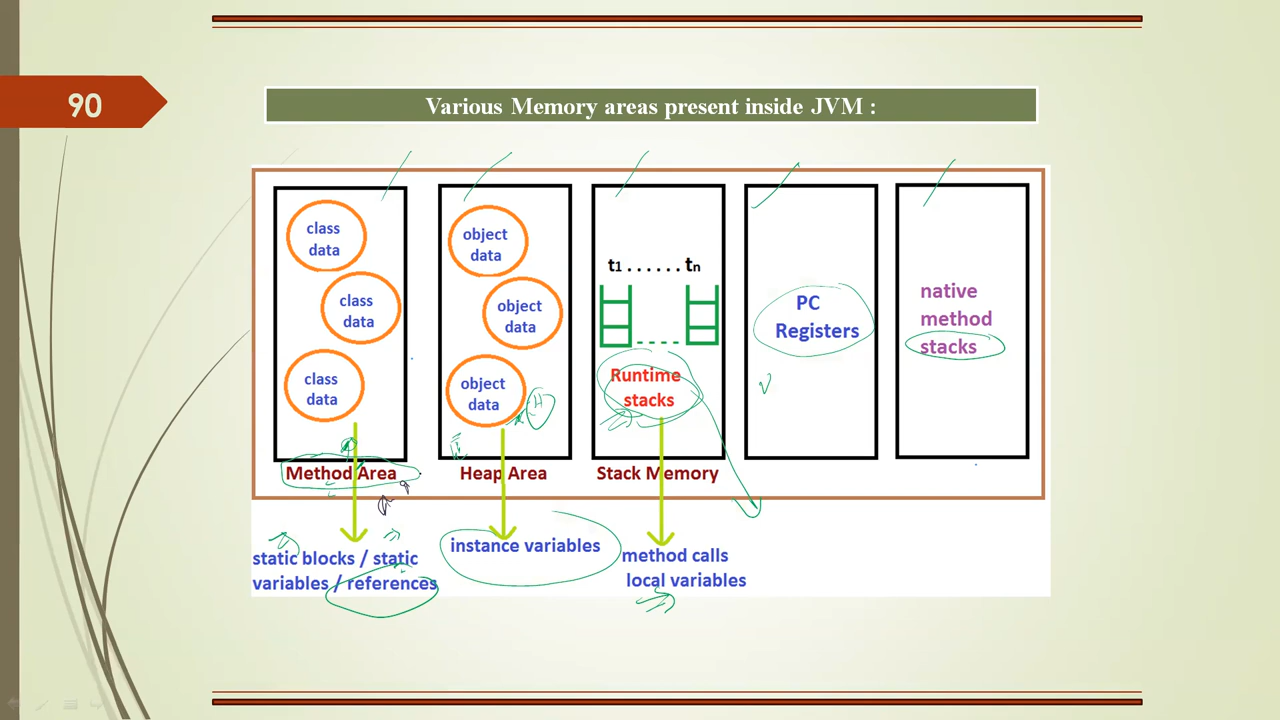 90
Various Memory areas present inside JVM :
class
data
class
data
class
data
Method Area
object
data
object
data
object
data
Heap Area
t1 . . . . . . tn
Runtime
stacks
Stack Memory
PC
Registers
native
method
stacks
static blocks / static
variables / references
instance variables
method calls
local variables
H